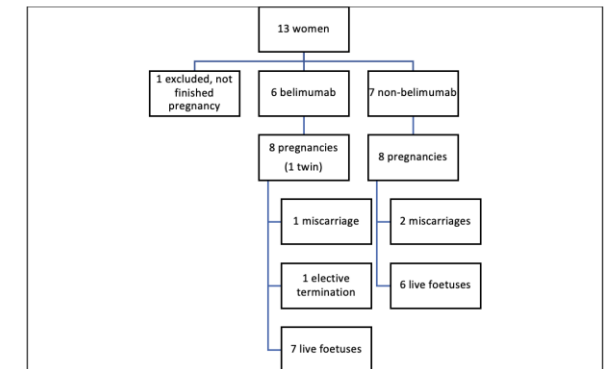 13 women
1 excluded, not
finished
pregnancy
6 belimumab
7 non-belimumab
8 pregnancies
(1 twin)
8 pregnancies
1 miscarriage
2 miscarriages
1 elective
termination
6 live foetuses
7 live foetuses